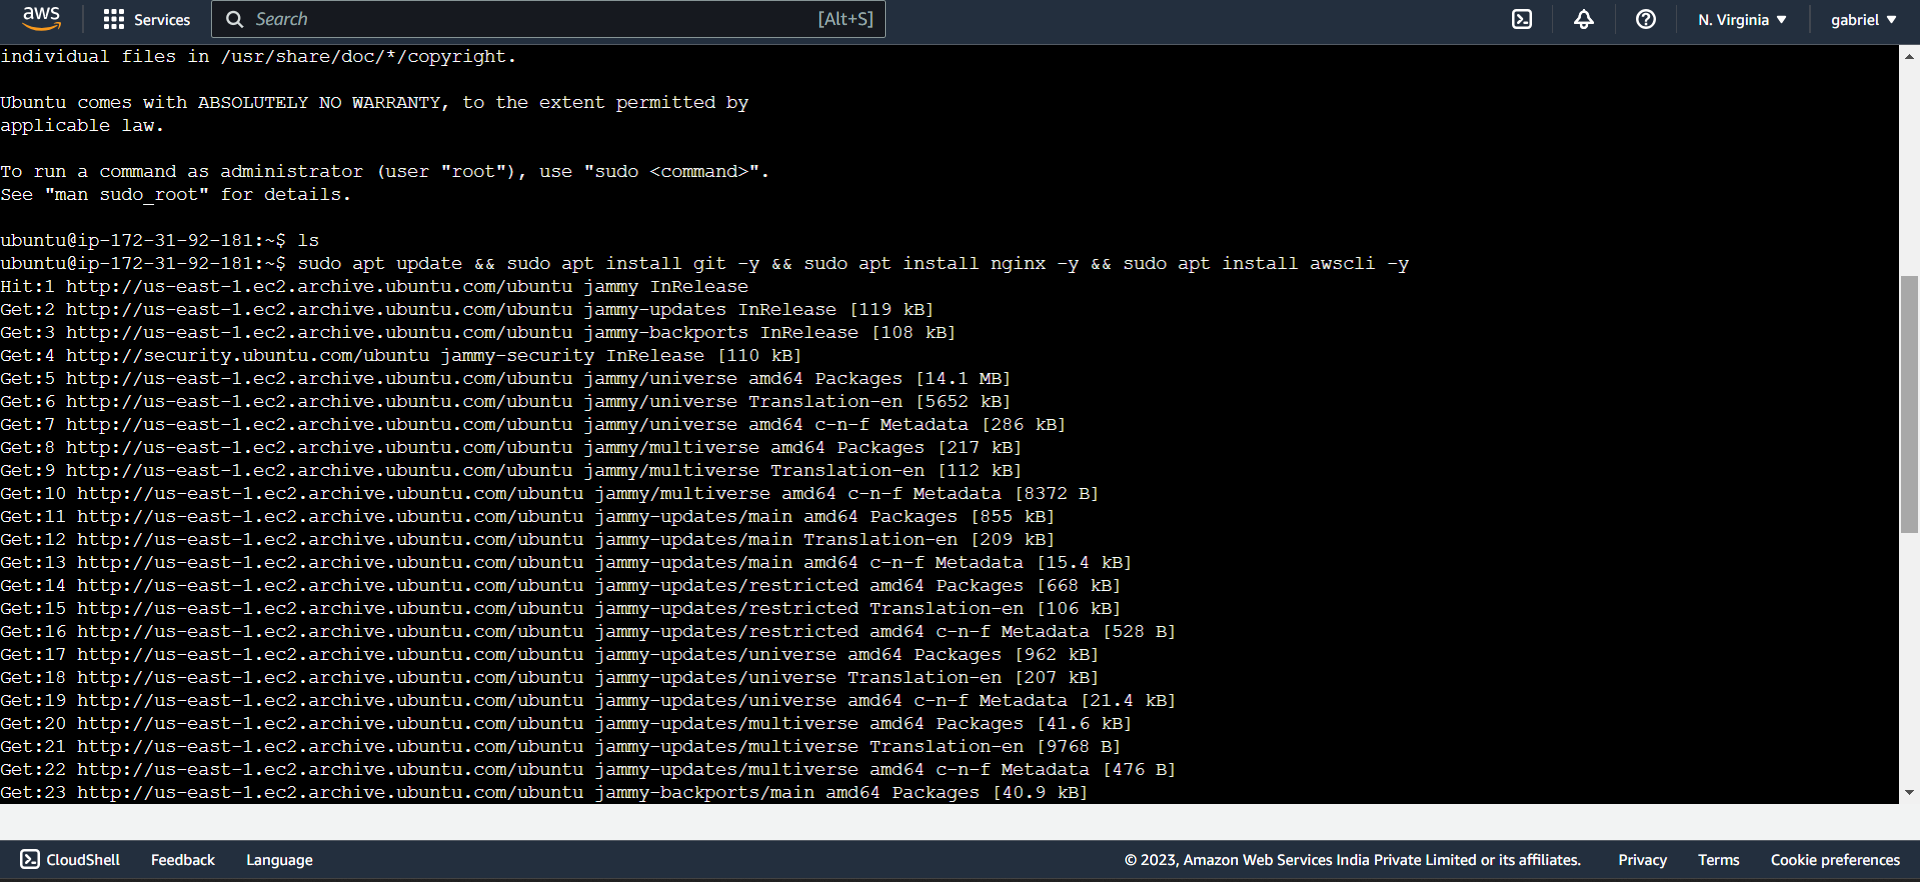 aws Services Search [Alt+S] N. Virginia gabriel
individual files in /usr/share/doc/*/copyright.
Ubuntu comes with ABSOLUTELY NO WARRANTY, to the extent permitted by
applicable law.
To run a command as administrator (user "root"), use "sudo <command>".
See "man sudo_root" for details.
ubuntu@ip-172-31-92-181:~$ ls
ubuntu@ip-172-31-92-181:~$ sudo apt update && sudo apt install git -y && sudo apt install nginx -y && sudo apt install awscli -y
Hit:1 http://us-east-1.ec2.archive.ubuntu.com/ubuntu jammy InRelease
Get:2 http://us-east-1.ec2.archive.ubuntu.com/ubuntu jammy-updates InRelease [119 kB]
Get:3 http://us-east-1.ec2.archive.ubuntu.com/ubuntu jammy-backports InRelease [108 kB]
Get:4 http://security.ubuntu.com/ubuntu jammy-security InRelease [110 kB]
Get:5 http://us-east-1.ec2.archive.ubuntu.com/ubuntu jammy/universe amd64 Packages [14.1 MB]
Get:6 http://us-east-1.ec2.archive.ubuntu.com/ubuntu jammy/universe Translation-en [5652 kB]
Get:7 http://us-east-1.ec2.archive.ubuntu.com/ubuntu jammy/universe amd64 c-n-f Metadata [286 kB]
Get:8 http://us-east-1.ec2.archive.ubuntu.com/ubuntu jammy/multiverse amd64 Packages [217 kB]
Get:9 http://us-east-1.ec2.archive.ubuntu.com/ubuntu jammy/multiverse Translation-en [112 kB]
Get:10 http://us-east-1.ec2.archive.ubuntu.com/ubuntu jammy/multiverse amd64 c-n-f Metadata [8372 B]
Get:11 http://us-east-1.ec2.archive.ubuntu.com/ubuntu jammy-updates/main amd64 Packages [855 kB]
Get:12 http://us-east-1.ec2.archive.ubuntu.com/ubuntu jammy-updates/main Translation-en [209 kB]
Get:13 http://us-east-1.ec2.archive.ubuntu.com/ubuntu jammy-updates/main amd64 c-n-f Metadata [15.4 kB]
Get:14 http://us-east-1.ec2.archive.ubuntu.com/ubuntu jammy-updates/restricted amd64 Packages [668 kB]
Get:15 http://us-east-1.ec2.archive.ubuntu.com/ubuntu jammy-updates/restricted Translation-en [106 kB]
Get:16 http://us-east-1.ec2.archive.ubuntu.com/ubuntu jammy-updates/restricted amd64 c-n-f Metadata [528 B]
Get:17 http://us-east-1.ec2.archive.ubuntu.com/ubuntu jammy-updates/universe amd64 Packages [962 kB]
Get:18 http://us-east-1.ec2.archive.ubuntu.com/ubuntu jammy-updates/universe Translation-en [207 kB]
Get:19 http://us-east-1.ec2.archive.ubuntu.com/ubuntu jammy-updates/universe amd64 c-n-f Metadata [21.4 kB]
Get:20 http://us-east-1.ec2.archive.ubuntu.com/ubuntu jammy-updates/multiverse amd64 Packages [41.6 kB]
Get:21 http://us-east-1.ec2.archive.ubuntu.com/ubuntu jammy-updates/multiverse Translation-en [9768 B]
Get:22 http://us-east-1.ec2.archive.ubuntu.com/ubuntu jammy-updates/multiverse amd64 c-n-f Metadata [476 B]
Get:23 http://us-east-1.ec2.archive.ubuntu.com/ubuntu jammy-backports/main amd64 Packages [40.9 kB]
CloudShell Feedback Language © 2023, Amazon Web Services India Private Limited or its affiliates. Privacy Terms Cookie preferences